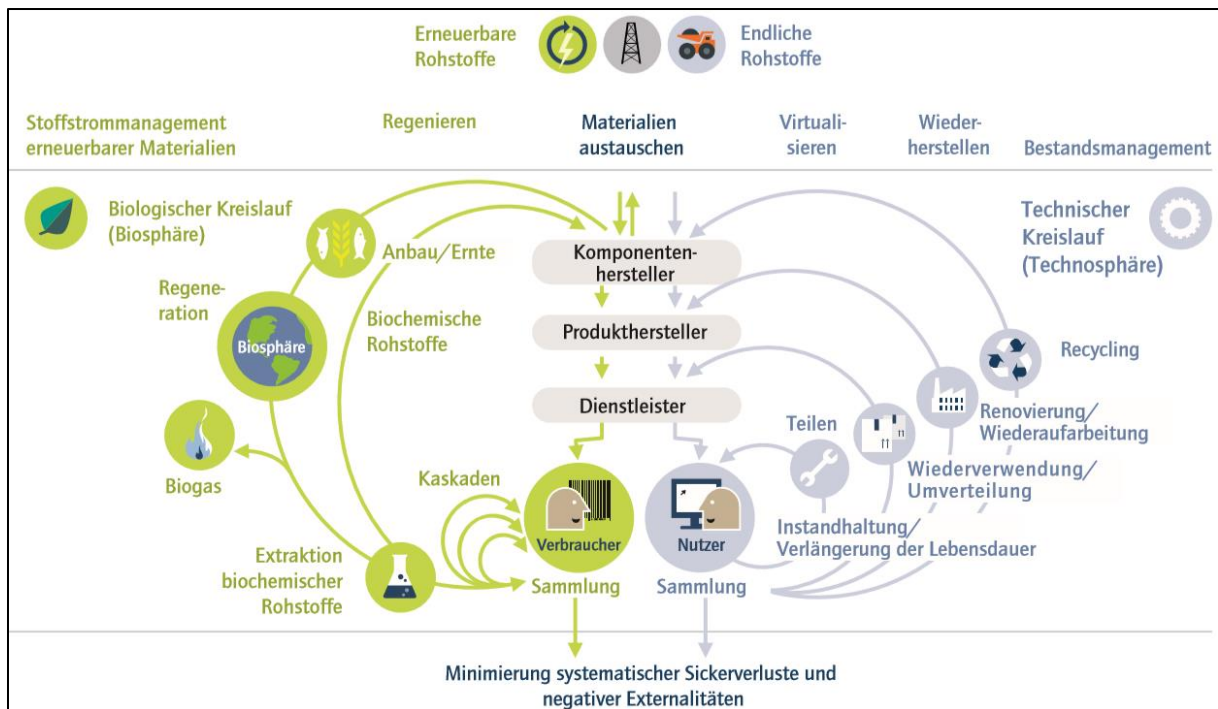 Erneuerbare
Rohstoffe
Endliche
Rohstoffe
Stoffstrommanagement
erneuerbarer Materialien
Regenieren
Materialien
austauschen
Virtuali-
sieren
Wieder-
herstellen
Bestandsmanagement
Biologischer Kreislauf
(Biosphäre)
Anbau/Ernte
Regene-
ration
Biosphäre
Biochemische
Rohstoffe
Biogas
Kaskaden
Extraktion
biochemischer
Rohstoffe
Komponenten-
hersteller
Produkthersteller
Dienstleister
Verbraucher
Sammlung
Nutzer
Sammlung
Technischer
Kreislauf
(Technosphäre)
Recycling
Renovierung/
Wiederaufarbeitung
Teilen
Wiederverwendung/
Umverteilung
Instandhaltung/
Verlängerung der Lebensdauer
Minimierung systematischer Sickerverluste und
negativer Externalitäten